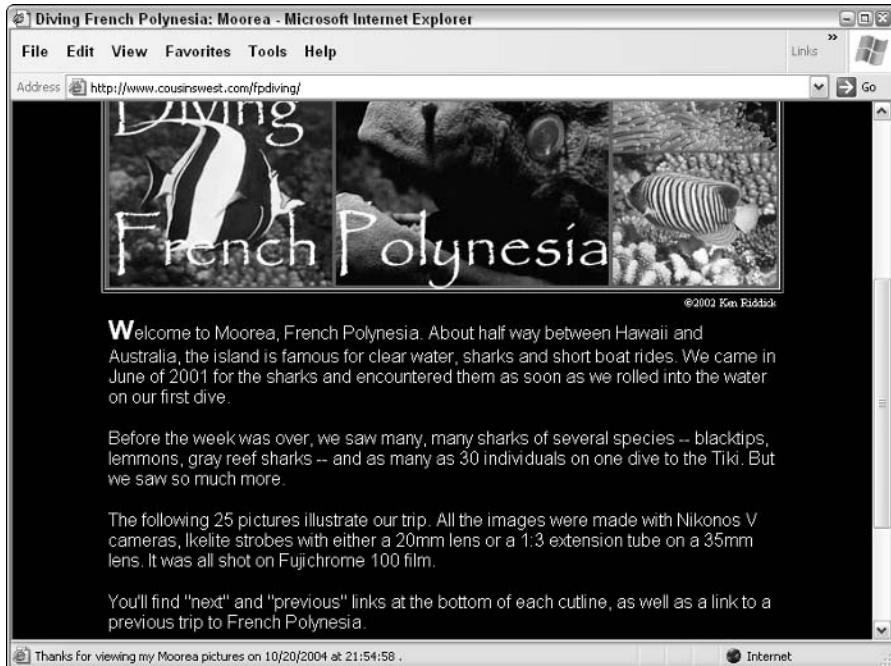 Diving French Polynesia: Moorea - Microsoft Internet Explorer
File Edit View Favorites Tools Help
Links »
Address http://www.cousinswest.com/fpdiving/ Go
Diving
French Polynesia
©2002 Ken Riddick
Welcome to Moorea, French Polynesia. About half way between Hawaii and
Australia, the island is famous for clear water, sharks and short boat rides. We came in
June of 2001 for the sharks and encountered them as soon as we rolled into the water
on our first dive.
Before the week was over, we saw many, many sharks of several species -- blacktips,
lemmons, gray reef sharks -- and as many as 30 individuals on one dive to the Tiki. But
we saw so much more.
The following 25 pictures illustrate our trip. All the images were made with Nikonos V
cameras, Ikelite strobes with either a 20mm lens or a 1:3 extension tube on a 35mm
lens. It was all shot on Fujichrome 100 film.
You'll find "next" and "previous" links at the bottom of each cutline, as well as a link to a
previous trip to French Polynesia.
Thanks for viewing my Moorea pictures on 10/20/2004 at 21:54:58 .
Internet